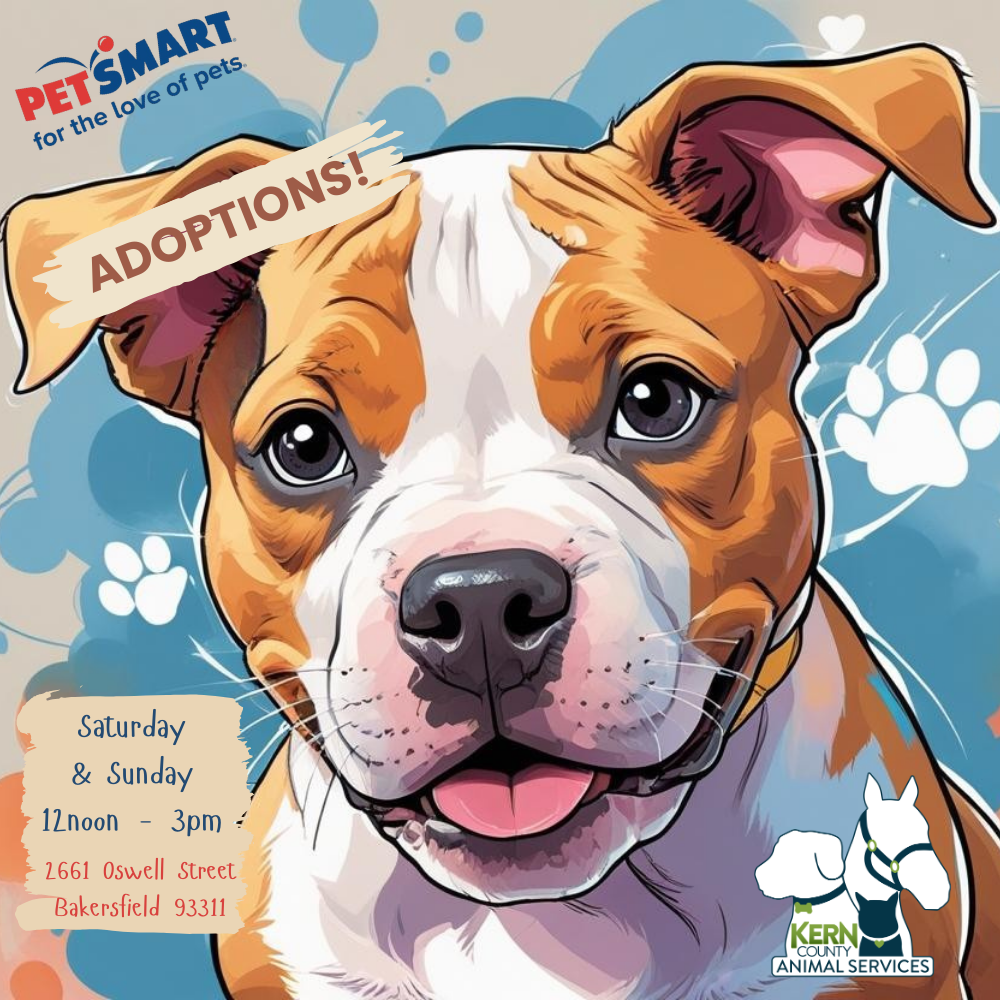 PETSMART
for the love of pets
ADOPTIONS!
Saturday
& Sunday
12noon - 3pm
2661 Oswell Street
Bakersfield 93311
KERN
COUNTY
ANIMAL SERVICES